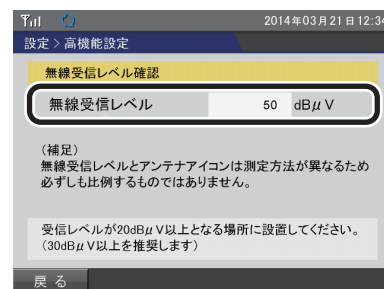 2014年03月21日12:34
設定 > 高機能設定
無線受信レベル確認
無線受信レベル 50 dBμV
（補足）
無線受信レベルとアンテナアイコンは測定方法が異なるため
必ずしも比例するものではありません。
受信レベルが20dBμV以上となる場所に設置してください。
（30dBμV以上を推奨します）
戻る